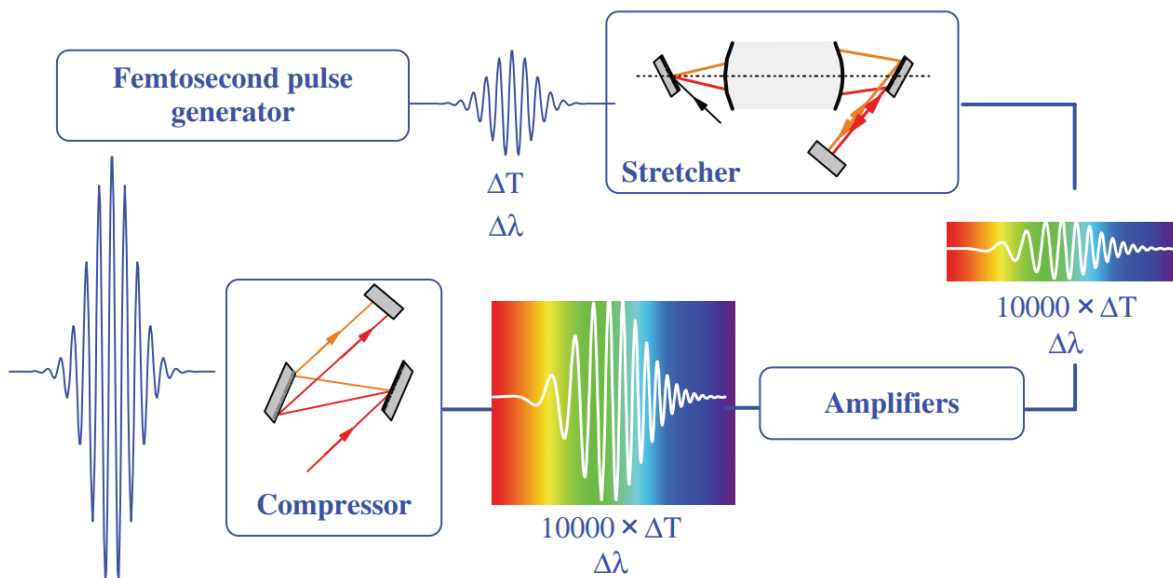 Femtosecond pulse
generator
ΔT
Δλ
Stretcher
10000 × ΔT
Δλ
Amplifiers
10000 × ΔT
Δλ
Compressor